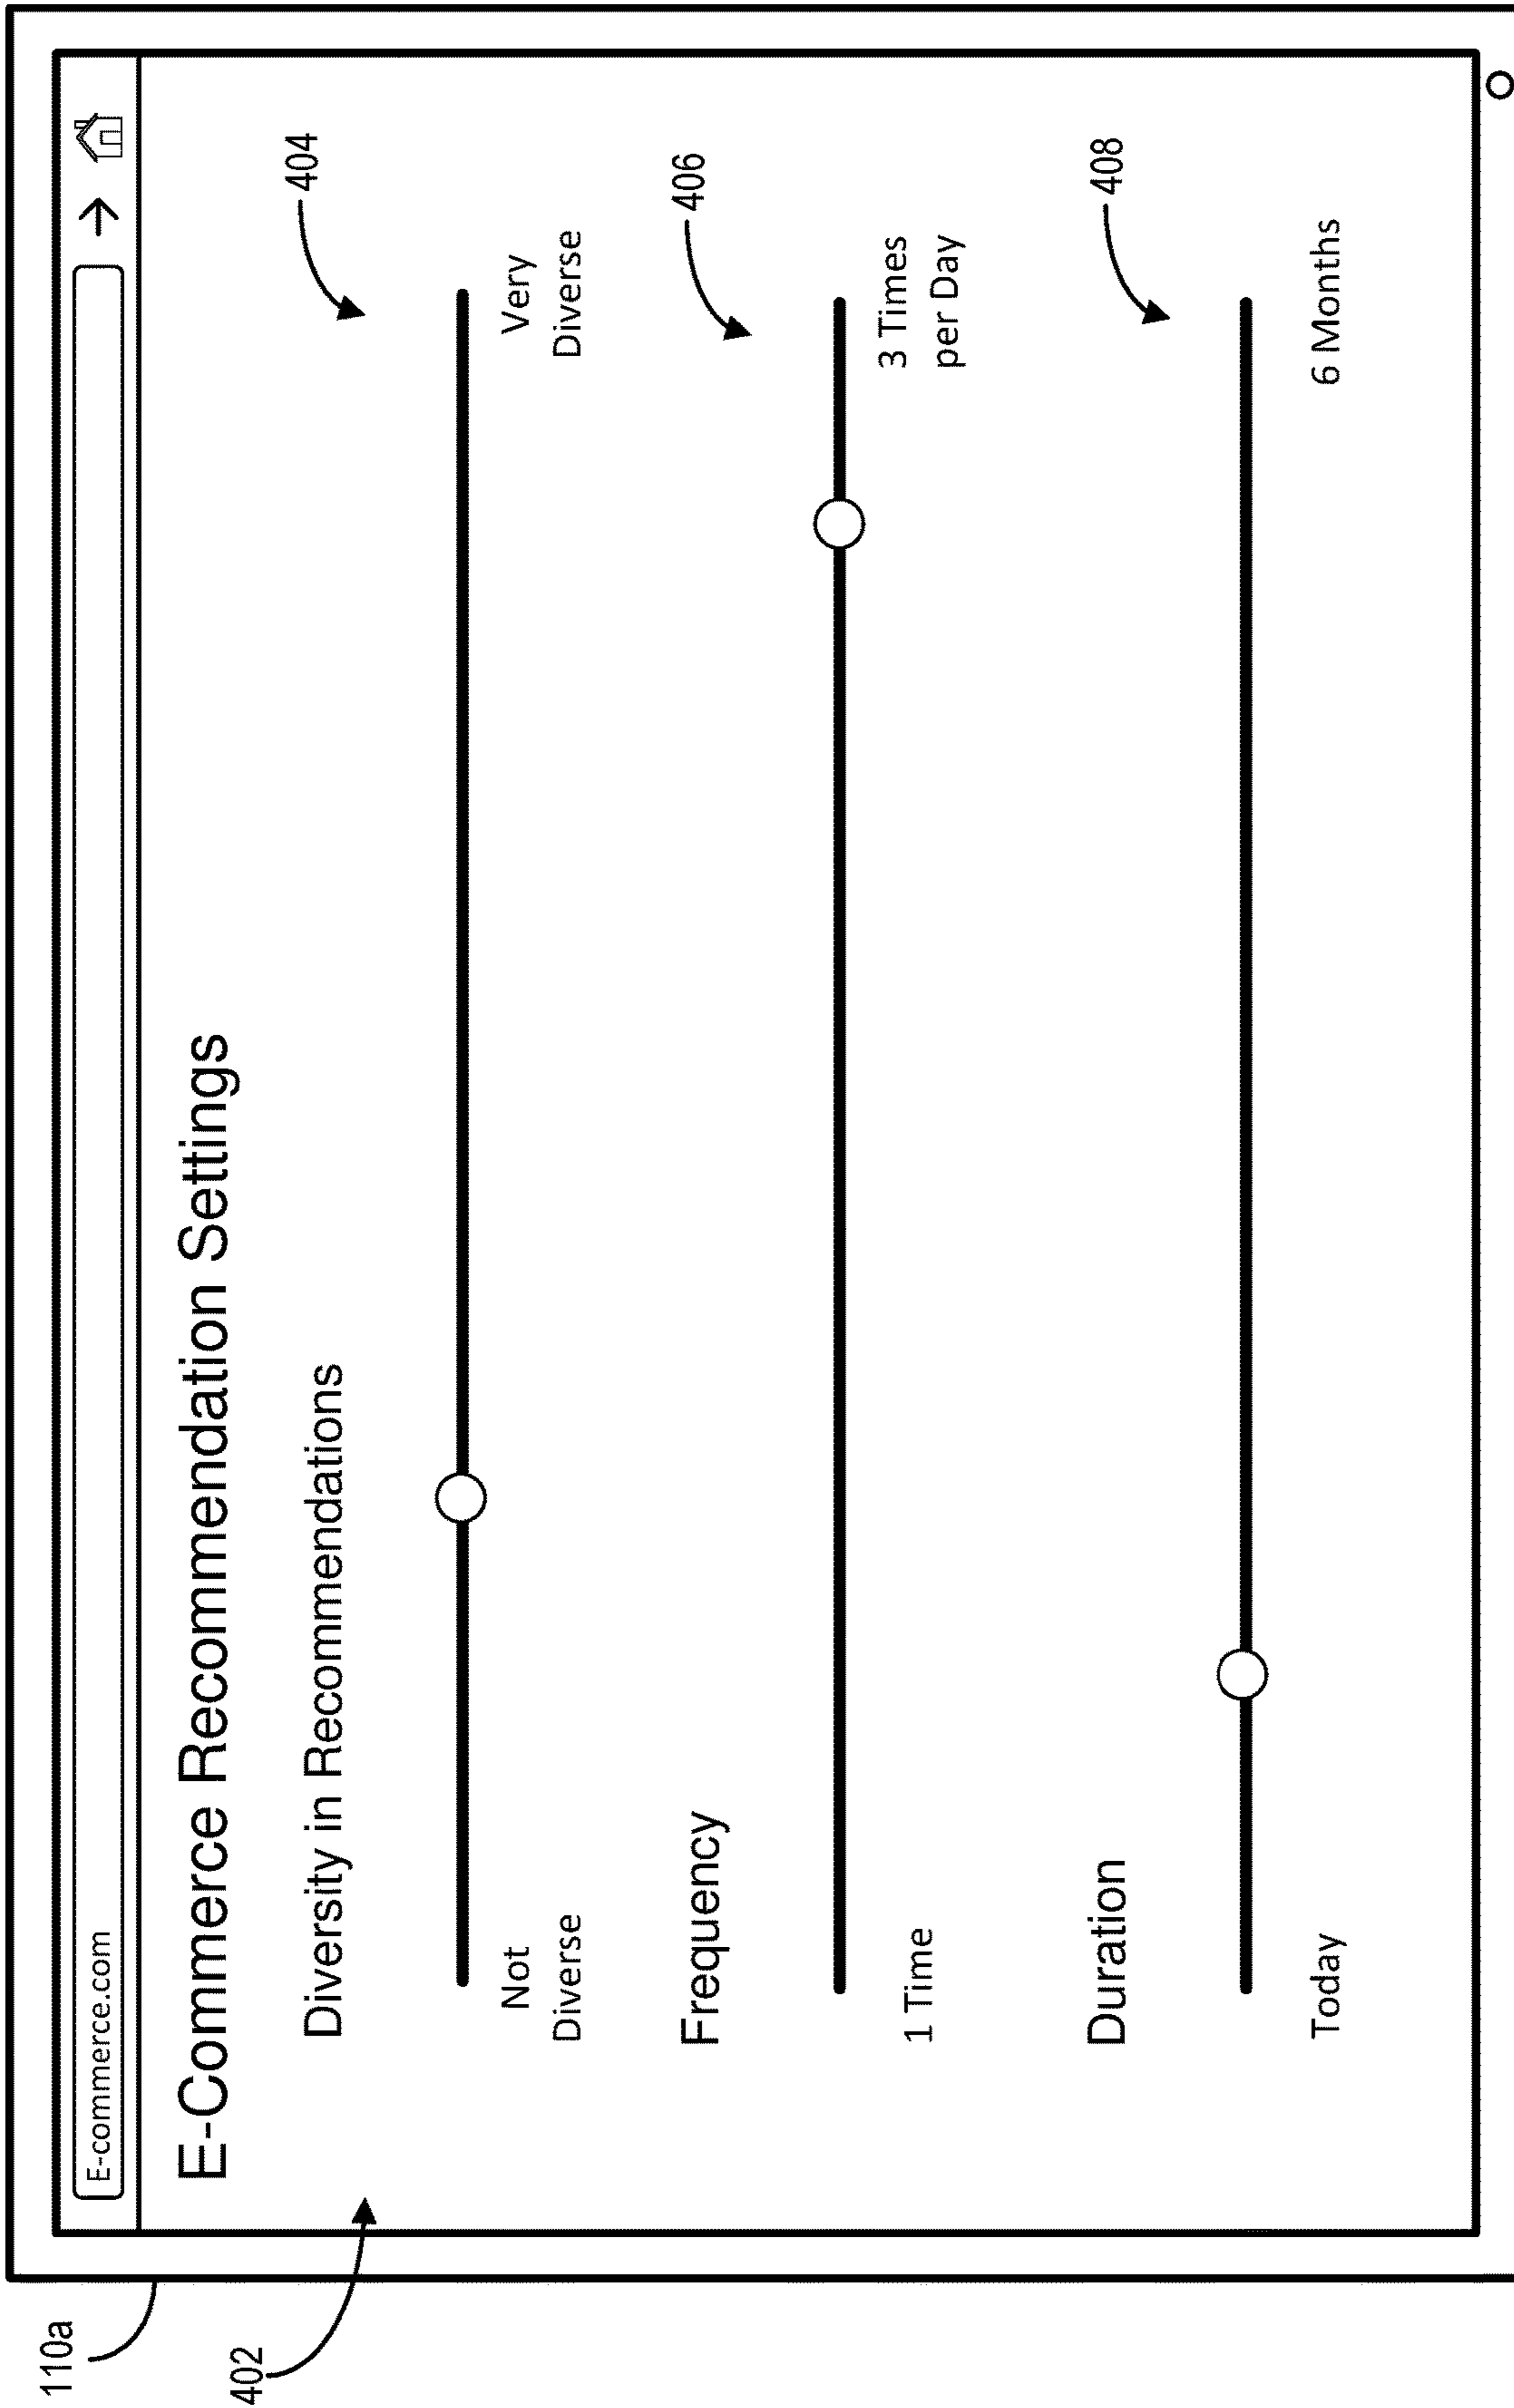 110a
402
E-commerce.com
E-Commerce Recommendation Settings
Diversity in Recommendations
404
Not
Diverse
Very
Diverse
Frequency
406
1 Time
3 Times
per Day
Duration
408
Today
6 Months